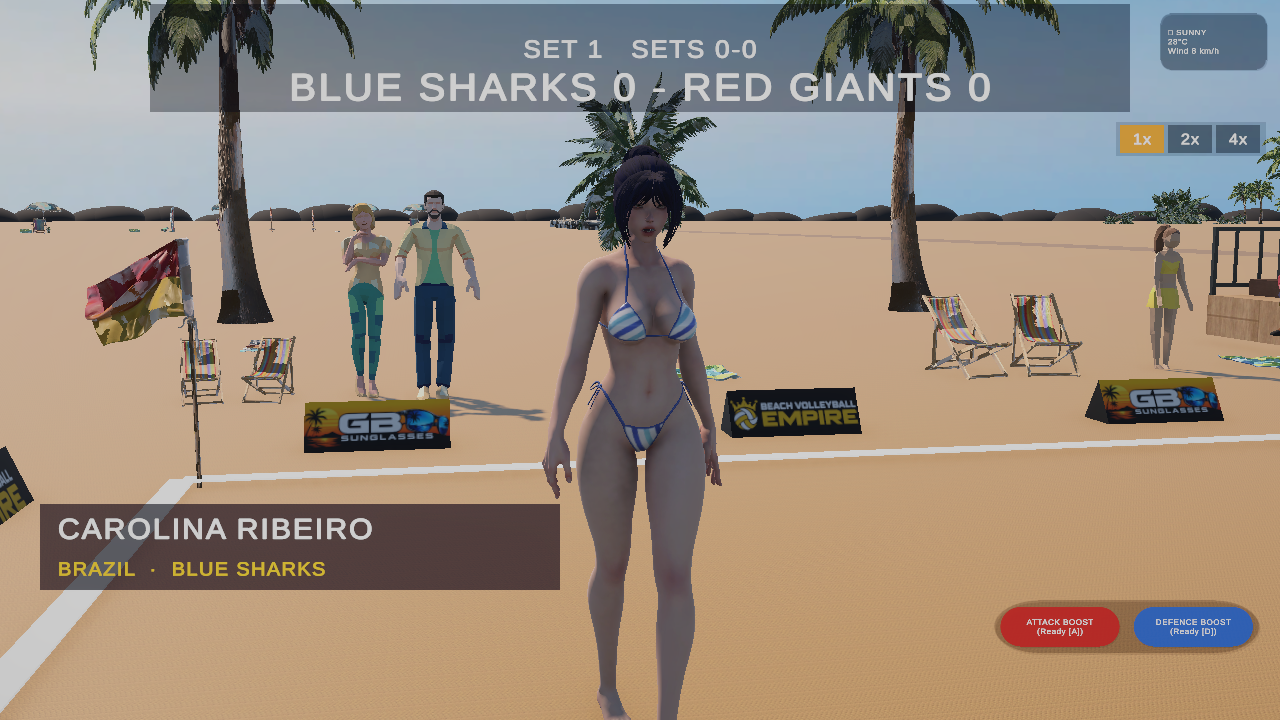 SET 1 SETS 0-0
BLUE SHARKS 0 - RED GIANTS 0
SUNNY
28°C
Wind 8 km/h
1x 2x 4x
GB
SUNGLASSES
BEACH VOLLEYBALL
EMPIRE
GB
SUNGLASSES
CAROLINA RIBEIRO
BRAZIL · BLUE SHARKS
ATTACK BOOST
(Ready [A])
DEFENCE BOOST
(Ready [D])